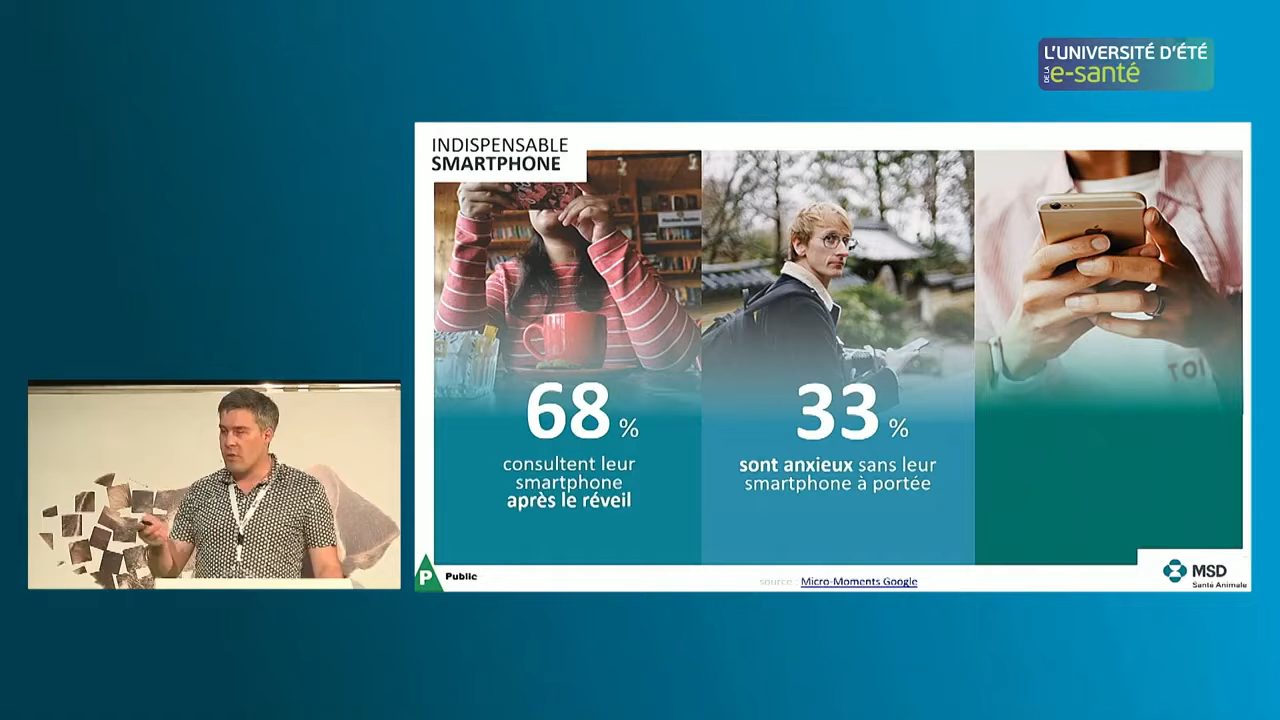 L'UNIVERSITÉ D'ÉTÉ
DE LA e-santé
INDISPENSABLE
SMARTPHONE
68 %
consultent leur
smartphone
après le réveil
33 %
sont anxieux sans leur
smartphone à portée
P Public
source : Micro-Moments Google
MSD
Santé Animale